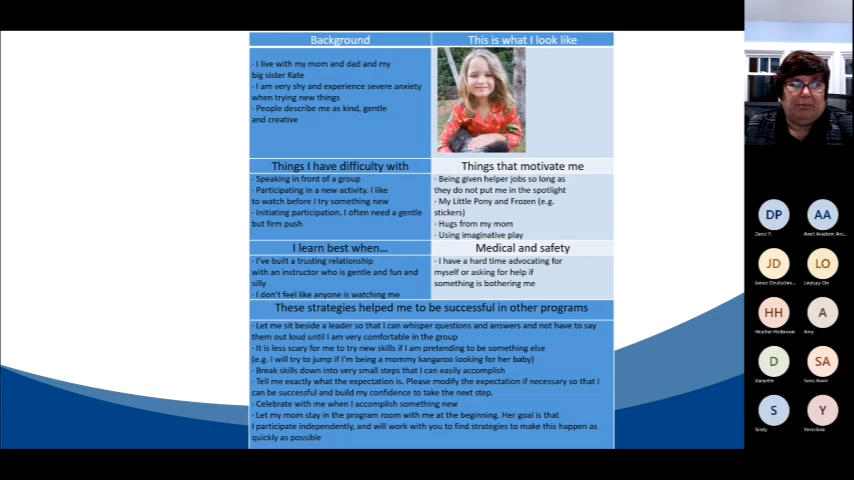 Background
This is what I look like
- I live with my mom and dad and my
big sister Kate
- I am very shy and experience severe anxiety
when trying new things
- People describe me as kind, gentle
and creative
Things I have difficulty with
Things that motivate me
- Speaking in front of a group
- Participating in a new activity. I like
to watch before I try something new
- Initiating participation. I often need a gentle
but firm push
- Being given helper jobs so long as
they do not put me in the spotlight
- My Little Pony and Frozen (e.g.
stickers)
- Hugs from my mom
- Using imaginative play
I learn best when...
Medical and safety
- I've built a trusting relationship
with an instructor who is gentle and fun and
silly
- I don't feel like anyone is watching me
- I have a hard time advocating for
myself or asking for help if
something is bothering me
These strategies helped me to be successful in other programs
- Let me sit beside a leader so that I can whisper questions and answers and not have to say
them out loud until I am very comfortable in the group
- It is less scary for me to try new skills if I am pretending to be something else
(e.g. I will try to jump if I'm being a mommy kangaroo looking for her baby)
- Break skills down into very small steps that I can easily accomplish
- Tell me exactly what the expectation is. Please modify the expectation if necessary so that I
can be successful and build my confidence to take the next step.
- Celebrate with me when I accomplish something new
- Let my mom stay in the program room with me at the beginning. Her goal is that
I participate independently, and will work with you to find strategies to make this happen as
quickly as possible
DP
AA
JD
LO
HH
A
Heather Holbrook
Amy
D
SA
danyelle
S
Y
Sindy